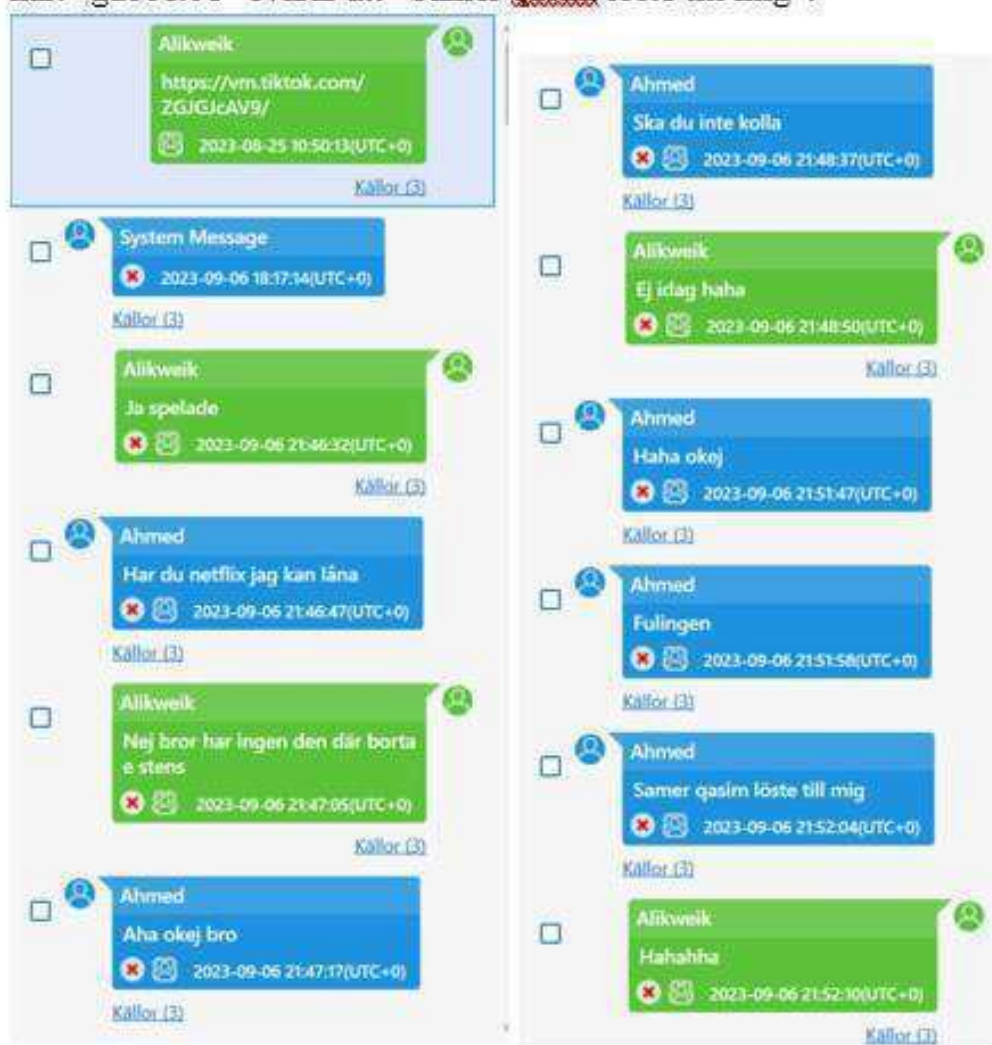 Alikweik
https://vm.tiktok.com/
ZGJGJcAV9/
2023-08-25 10:50:13(UTC+0)
Källor (3)
System Message
2023-09-06 18:17:14(UTC+0)
Källor (3)
Alikweik
Ja spelade
2023-09-06 21:46:32(UTC+0)
Källor (3)
Ahmed
Har du netflix jag kan låna
2023-09-06 21:46:47(UTC+0)
Källor (3)
Alikweik
Nej bror har ingen den där borta
e stens
2023-09-06 21:47:05(UTC+0)
Källor (3)
Ahmed
Aha okej bro
2023-09-06 21:47:17(UTC+0)
Källor (3)
Ahmed
Ska du inte kolla
2023-09-06 21:48:37(UTC+0)
Källor (3)
Alikweik
Ej idag haha
2023-09-06 21:48:50(UTC+0)
Källor (3)
Ahmed
Haha okej
2023-09-06 21:51:47(UTC+0)
Källor (3)
Ahmed
Fulingen
2023-09-06 21:51:58(UTC+0)
Källor (3)
Ahmed
Samer qasim löste till mig
2023-09-06 21:52:04(UTC+0)
Källor (3)
Alikweik
Hahahha
2023-09-06 21:52:10(UTC+0)
Källor (3)